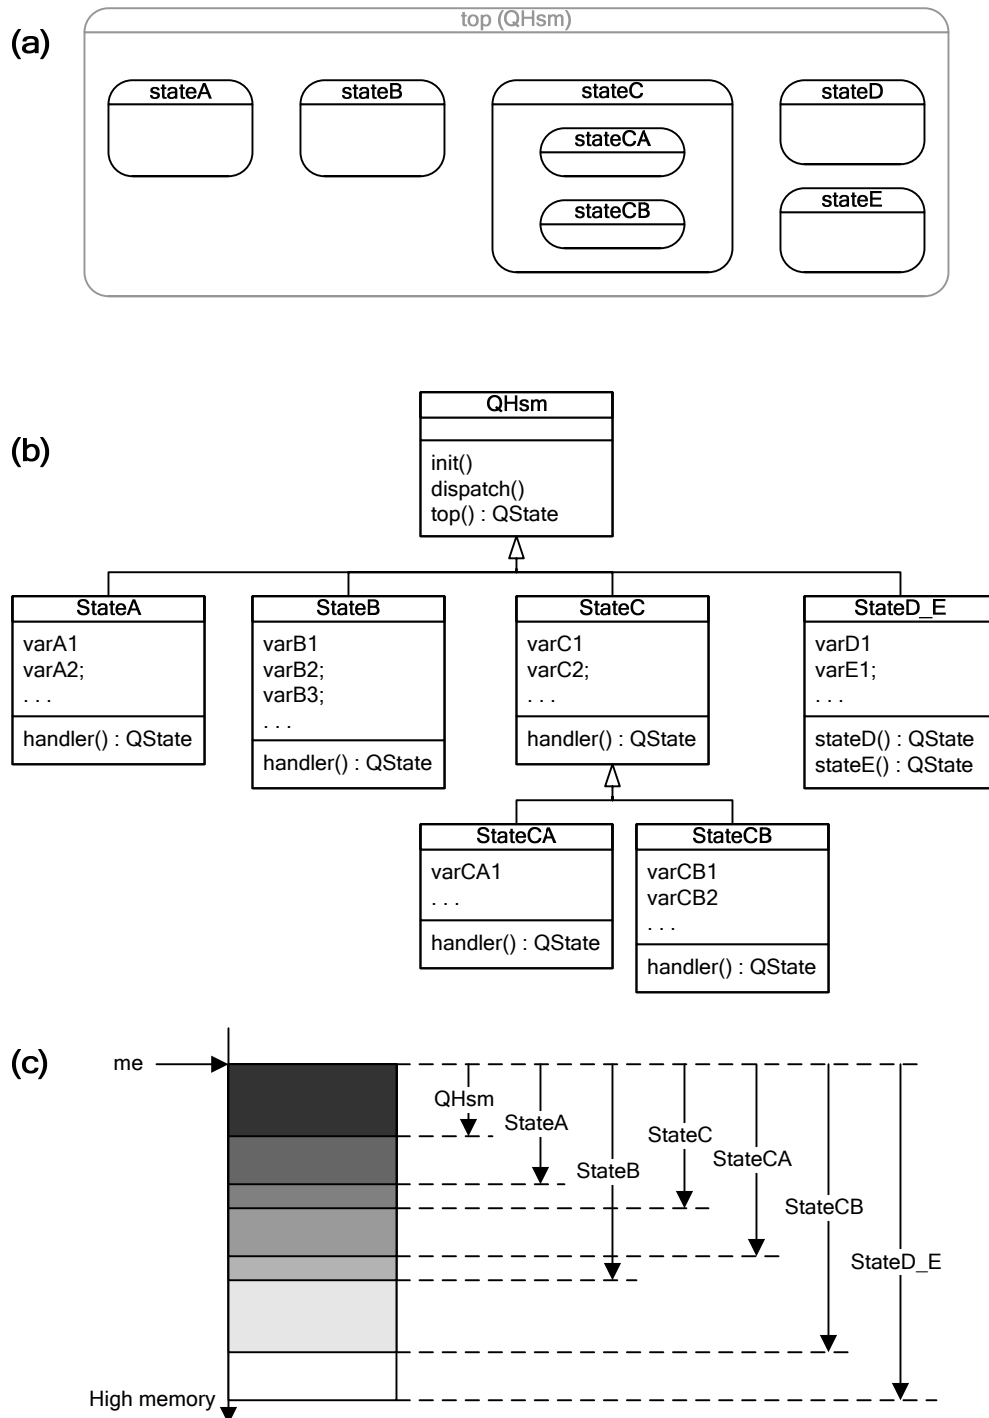 (a)
top (QHsm)
stateA
stateB
stateC
stateD
stateCA
stateCB
stateE
(b)
QHsm
init()
dispatch()
top() : QState
StateA
varA1
varA2;
. . .
handler() : QState
StateB
varB1
varB2;
varB3;
. . .
handler() : QState
StateC
varC1
varC2;
. . .
handler() : QState
StateD_E
varD1
varE1;
. . .
stateD() : QState
stateE() : QState
StateCA
varCA1
. . .
handler() : QState
StateCB
varCB1
varCB2
. . .
handler() : QState
(c)
me
QHsm
StateA
StateB
StateC
StateCA
StateCB
StateD_E
High memory